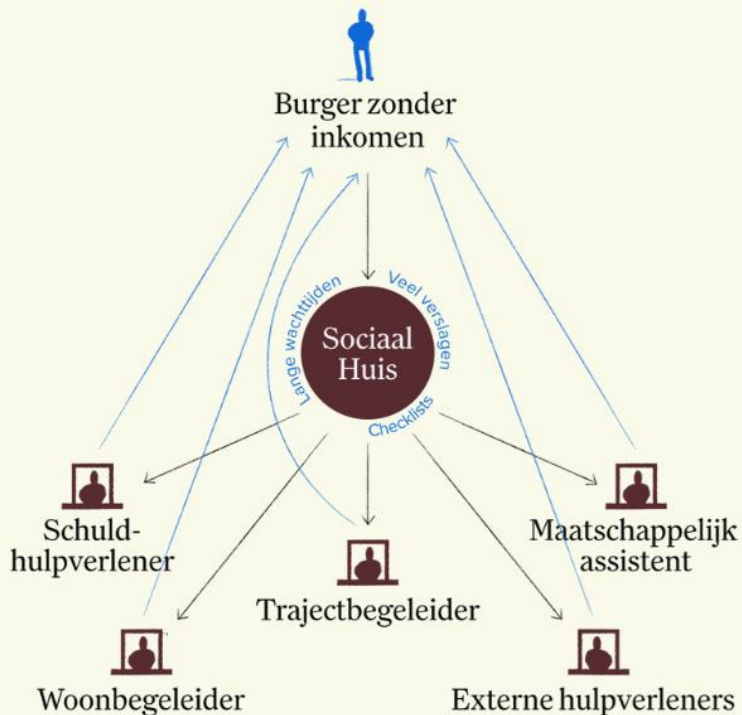 Burger zonder
inkomen
Lange wachttijden
Veel verslagen
Sociaal
Huis
Checklists
Schuld-
hulpverlener
Maatschappelijk
assistent
Trajectbegeleider
Woonbegeleider
Externe hulpverleners